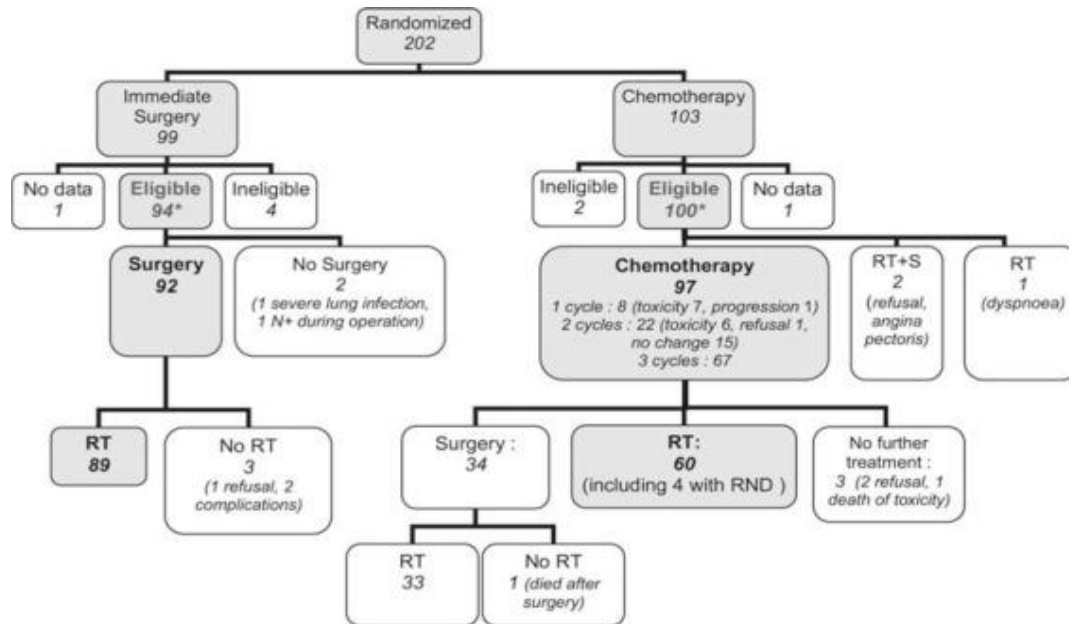 Randomized
202
Immediate
Surgery
99
Chemotherapy
103
No data
1
Eligible
94*
Ineligible
4
Ineligible
2
Eligible
100*
No data
1
Surgery
92
No Surgery
2
(1 severe lung infection,
1 N+ during operation)
Chemotherapy
97
1 cycle : 8 (toxicity 7, progression 1)
2 cycles : 22 (toxicity 6, refusal 1,
no change 15)
3 cycles : 67
RT+S
2
(refusal,
angina
pectoris)
RT
1
(dyspnoea)
RT
89
No RT
3
(1 refusal, 2
complications)
Surgery :
34
RT:
60
(including 4 with RND )
No further
treatment :
3 (2 refusal, 1
death of toxicity)
RT
33
No RT
1 (died after
surgery)